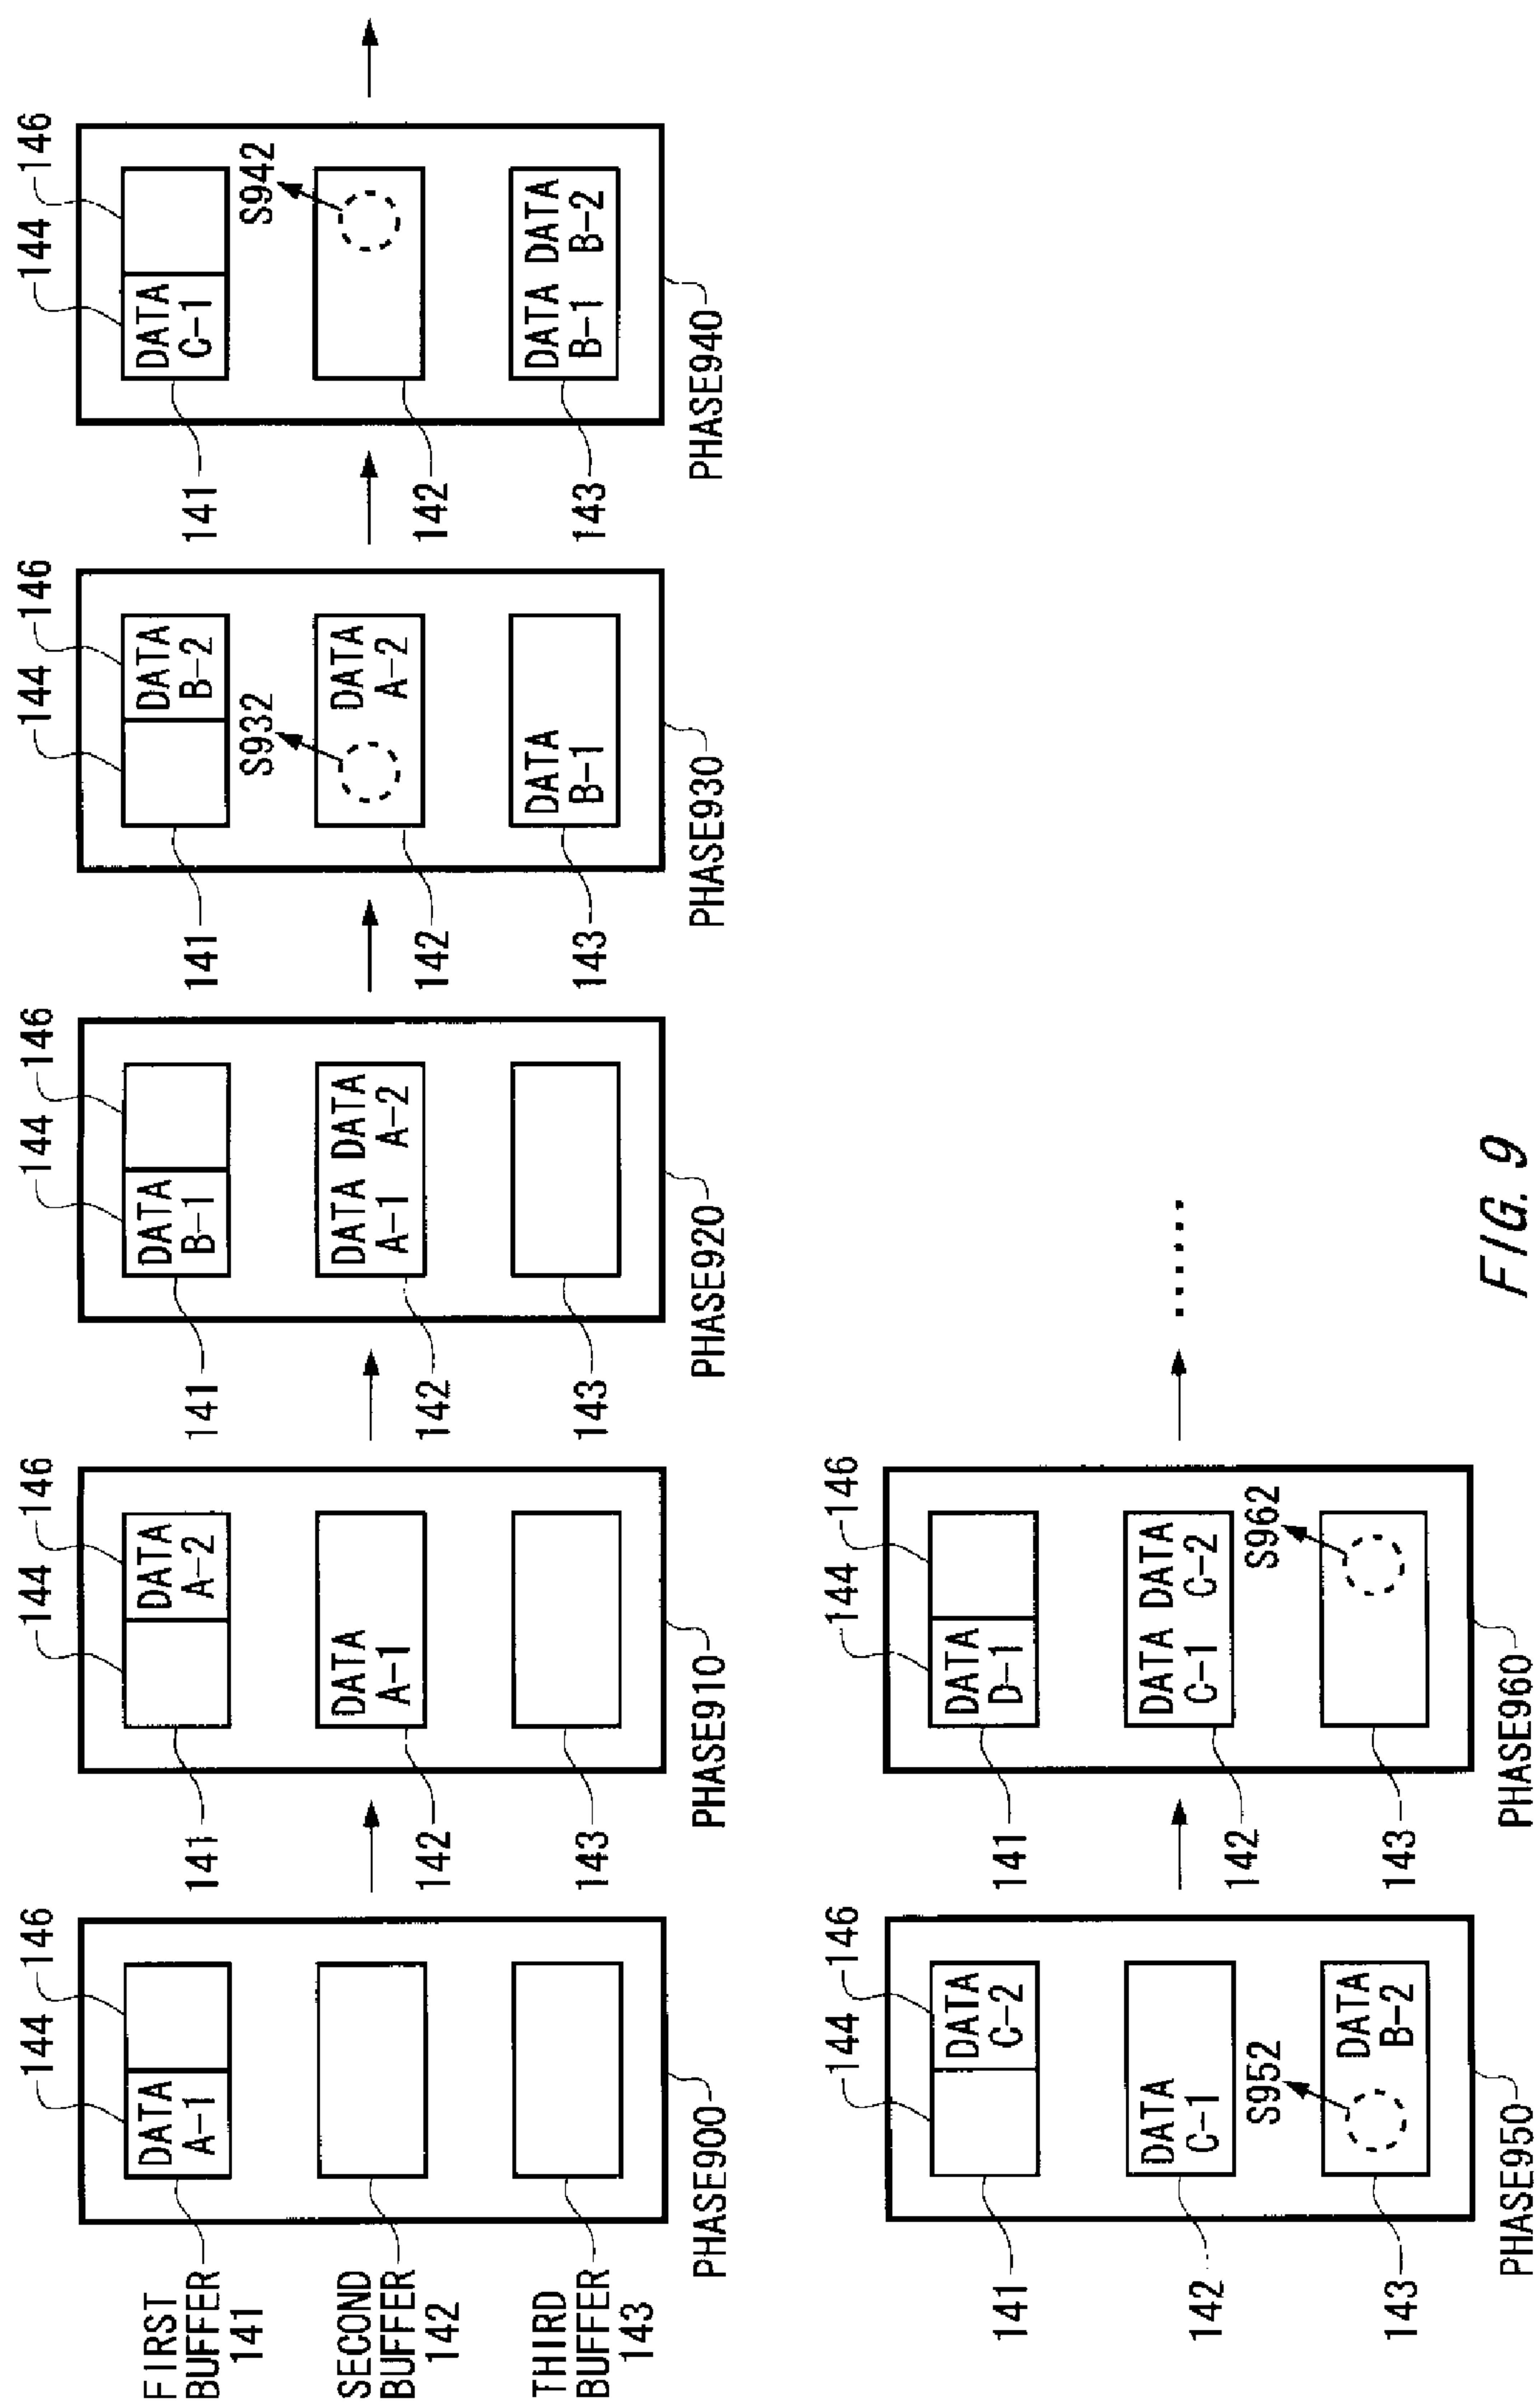 FIRST
BUFFER
141
SECOND
BUFFER
142
THIRD
BUFFER
143
144
146
DATA
A-1
PHASE900
144
146
DATA
A-2
141
DATA
A-1
142
143
PHASE910
144
146
DATA
B-1
141
DATA DATA
A-1 A-2
142
143
PHASE920
144
146
DATA
B-2
141
S932
DATA
A-2
142
DATA
B-1
143
PHASE930
144
146
DATA
C-1
141
S942
142
DATA DATA
B-1 B-2
143
PHASE940
144
146
DATA
C-2
141
DATA
C-1
142
S952
DATA
B-2
143
PHASE950
144
146
DATA
D-1
141
DATA DATA
C-1 C-2
142
S962
143
PHASE960
......
FIG. 9